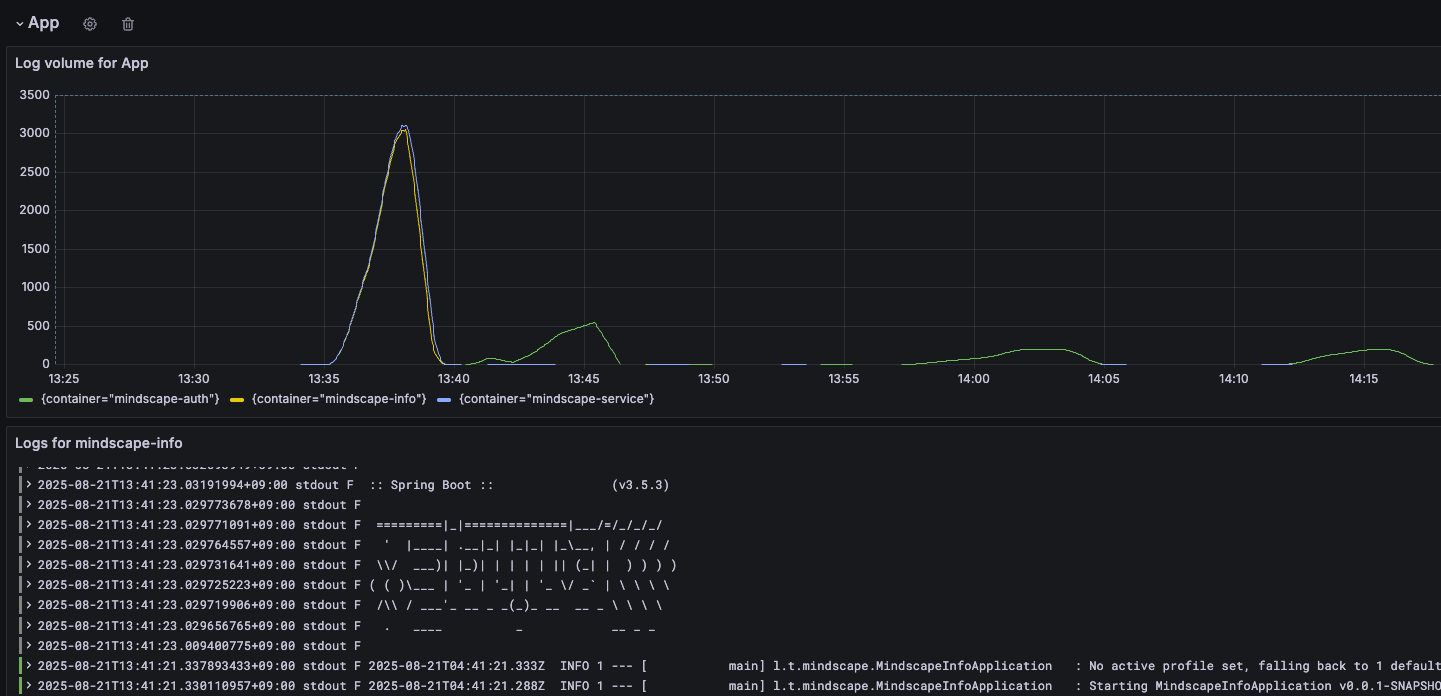 App
Log volume for App
3500
3000
2500
2000
1500
1000
500
0
13:25 13:30 13:35 13:40 13:45 13:50 13:55 14:00 14:05 14:10 14:15
{container="mindscape-auth"} {container="mindscape-info"} {container="mindscape-service"}
Logs for mindscape-info
2025-08-21T13:41:23.03191994+09:00 stdout F  :: Spring Boot ::               (v3.5.3)
2025-08-21T13:41:23.029773678+09:00 stdout F
2025-08-21T13:41:23.029771091+09:00 stdout F  =========|_|==============|___/=/_/_/_/
2025-08-21T13:41:23.029764557+09:00 stdout F   '  |____| .__|_| |_|_| |_\__, | / / / /
2025-08-21T13:41:23.029731641+09:00 stdout F  \\/  ___)| |_)| | | | | || (_| |  ) ) ) )
2025-08-21T13:41:23.029725223+09:00 stdout F ( ( )\___ | '_ | '_| | '_ \/ _` | \ \ \ \
2025-08-21T13:41:23.029719906+09:00 stdout F  /\\ / ___'_ __ _ _(_)_ __  __ _ \ \ \ \
2025-08-21T13:41:23.029656765+09:00 stdout F   .   ____          _            __ _ _
2025-08-21T13:41:23.009400775+09:00 stdout F
2025-08-21T13:41:21.337893433+09:00 stdout F 2025-08-21T04:41:21.333Z  INFO 1 --- [           main] l.t.mindscape.MindscapeInfoApplication   : No active profile set, falling back to 1 default
2025-08-21T13:41:21.330110957+09:00 stdout F 2025-08-21T04:41:21.288Z  INFO 1 --- [           main] l.t.mindscape.MindscapeInfoApplication   : Starting MindscapeInfoApplication v0.0.1-SNAPSHO